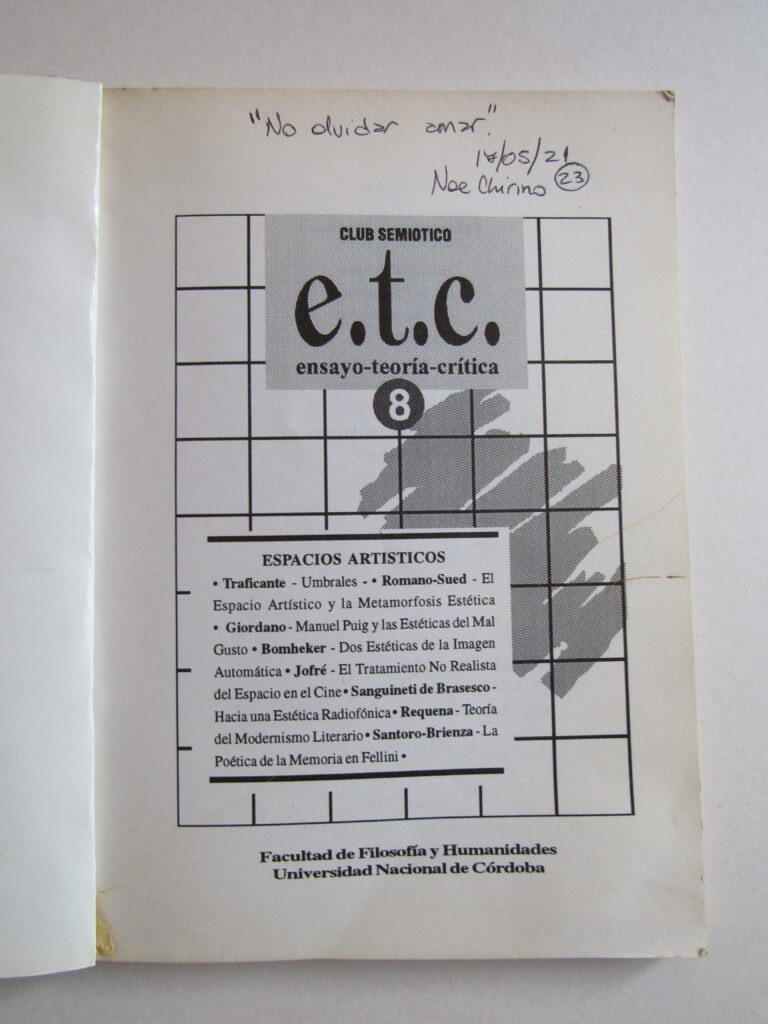 "No olvidar amar".
17/05/21
Noe Chirino 23
CLUB SEMIOTICO
e.t.c.
ensayo-teoría-crítica
8
ESPACIOS ARTISTICOS
• Traficante - Umbrales - • Romano-Sued - El
Espacio Artístico y la Metamorfosis Estética
• Giordano - Manuel Puig y las Estéticas del Mal
Gusto • Bomheker - Dos Estéticas de la Imagen
Automática • Jofré - El Tratamiento No Realista
del Espacio en el Cine • Sanguineti de Brasesco -
Hacia una Estética Radiofónica • Requena - Teoría
del Modernismo Literario • Santoro-Brienza - La
Poética de la Memoria en Fellini •
Facultad de Filosofía y Humanidades
Universidad Nacional de Córdoba